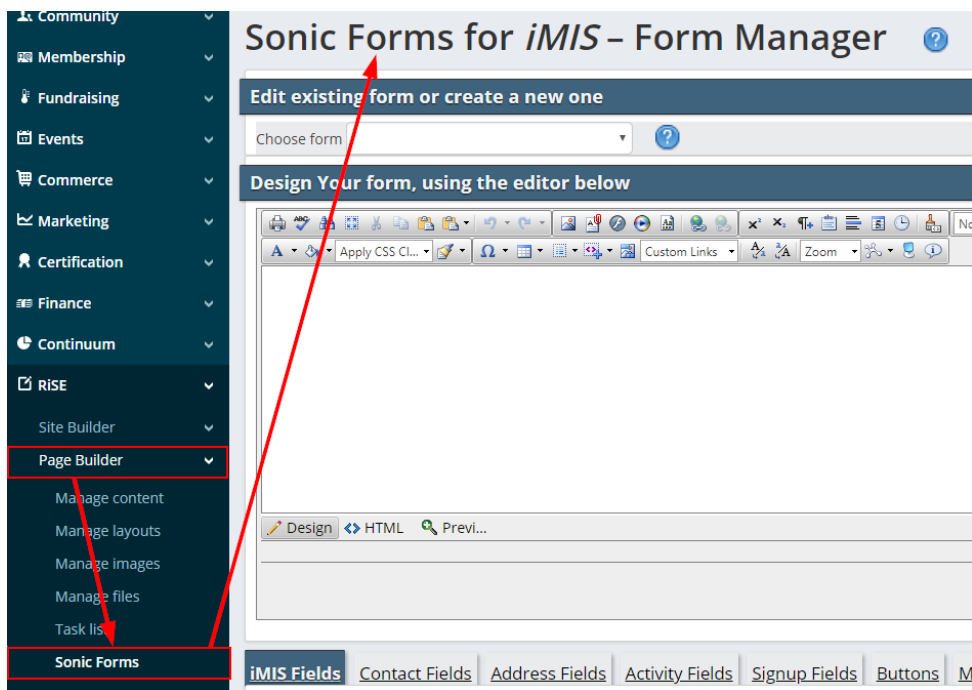 Community
Membership
Fundraising
Events
Commerce
Marketing
Certification
Finance
Continuum
RiSE
Site Builder
Page Builder
Manage content
Manage layouts
Manage images
Manage files
Task list
Sonic Forms
Sonic Forms for iMIS – Form Manager
Edit existing form or create a new one
Choose form
Design Your form, using the editor below
Apply CSS Cl...
Custom Links
Zoom
Design HTML Previ...
iMIS Fields Contact Fields Address Fields Activity Fields Signup Fields Buttons